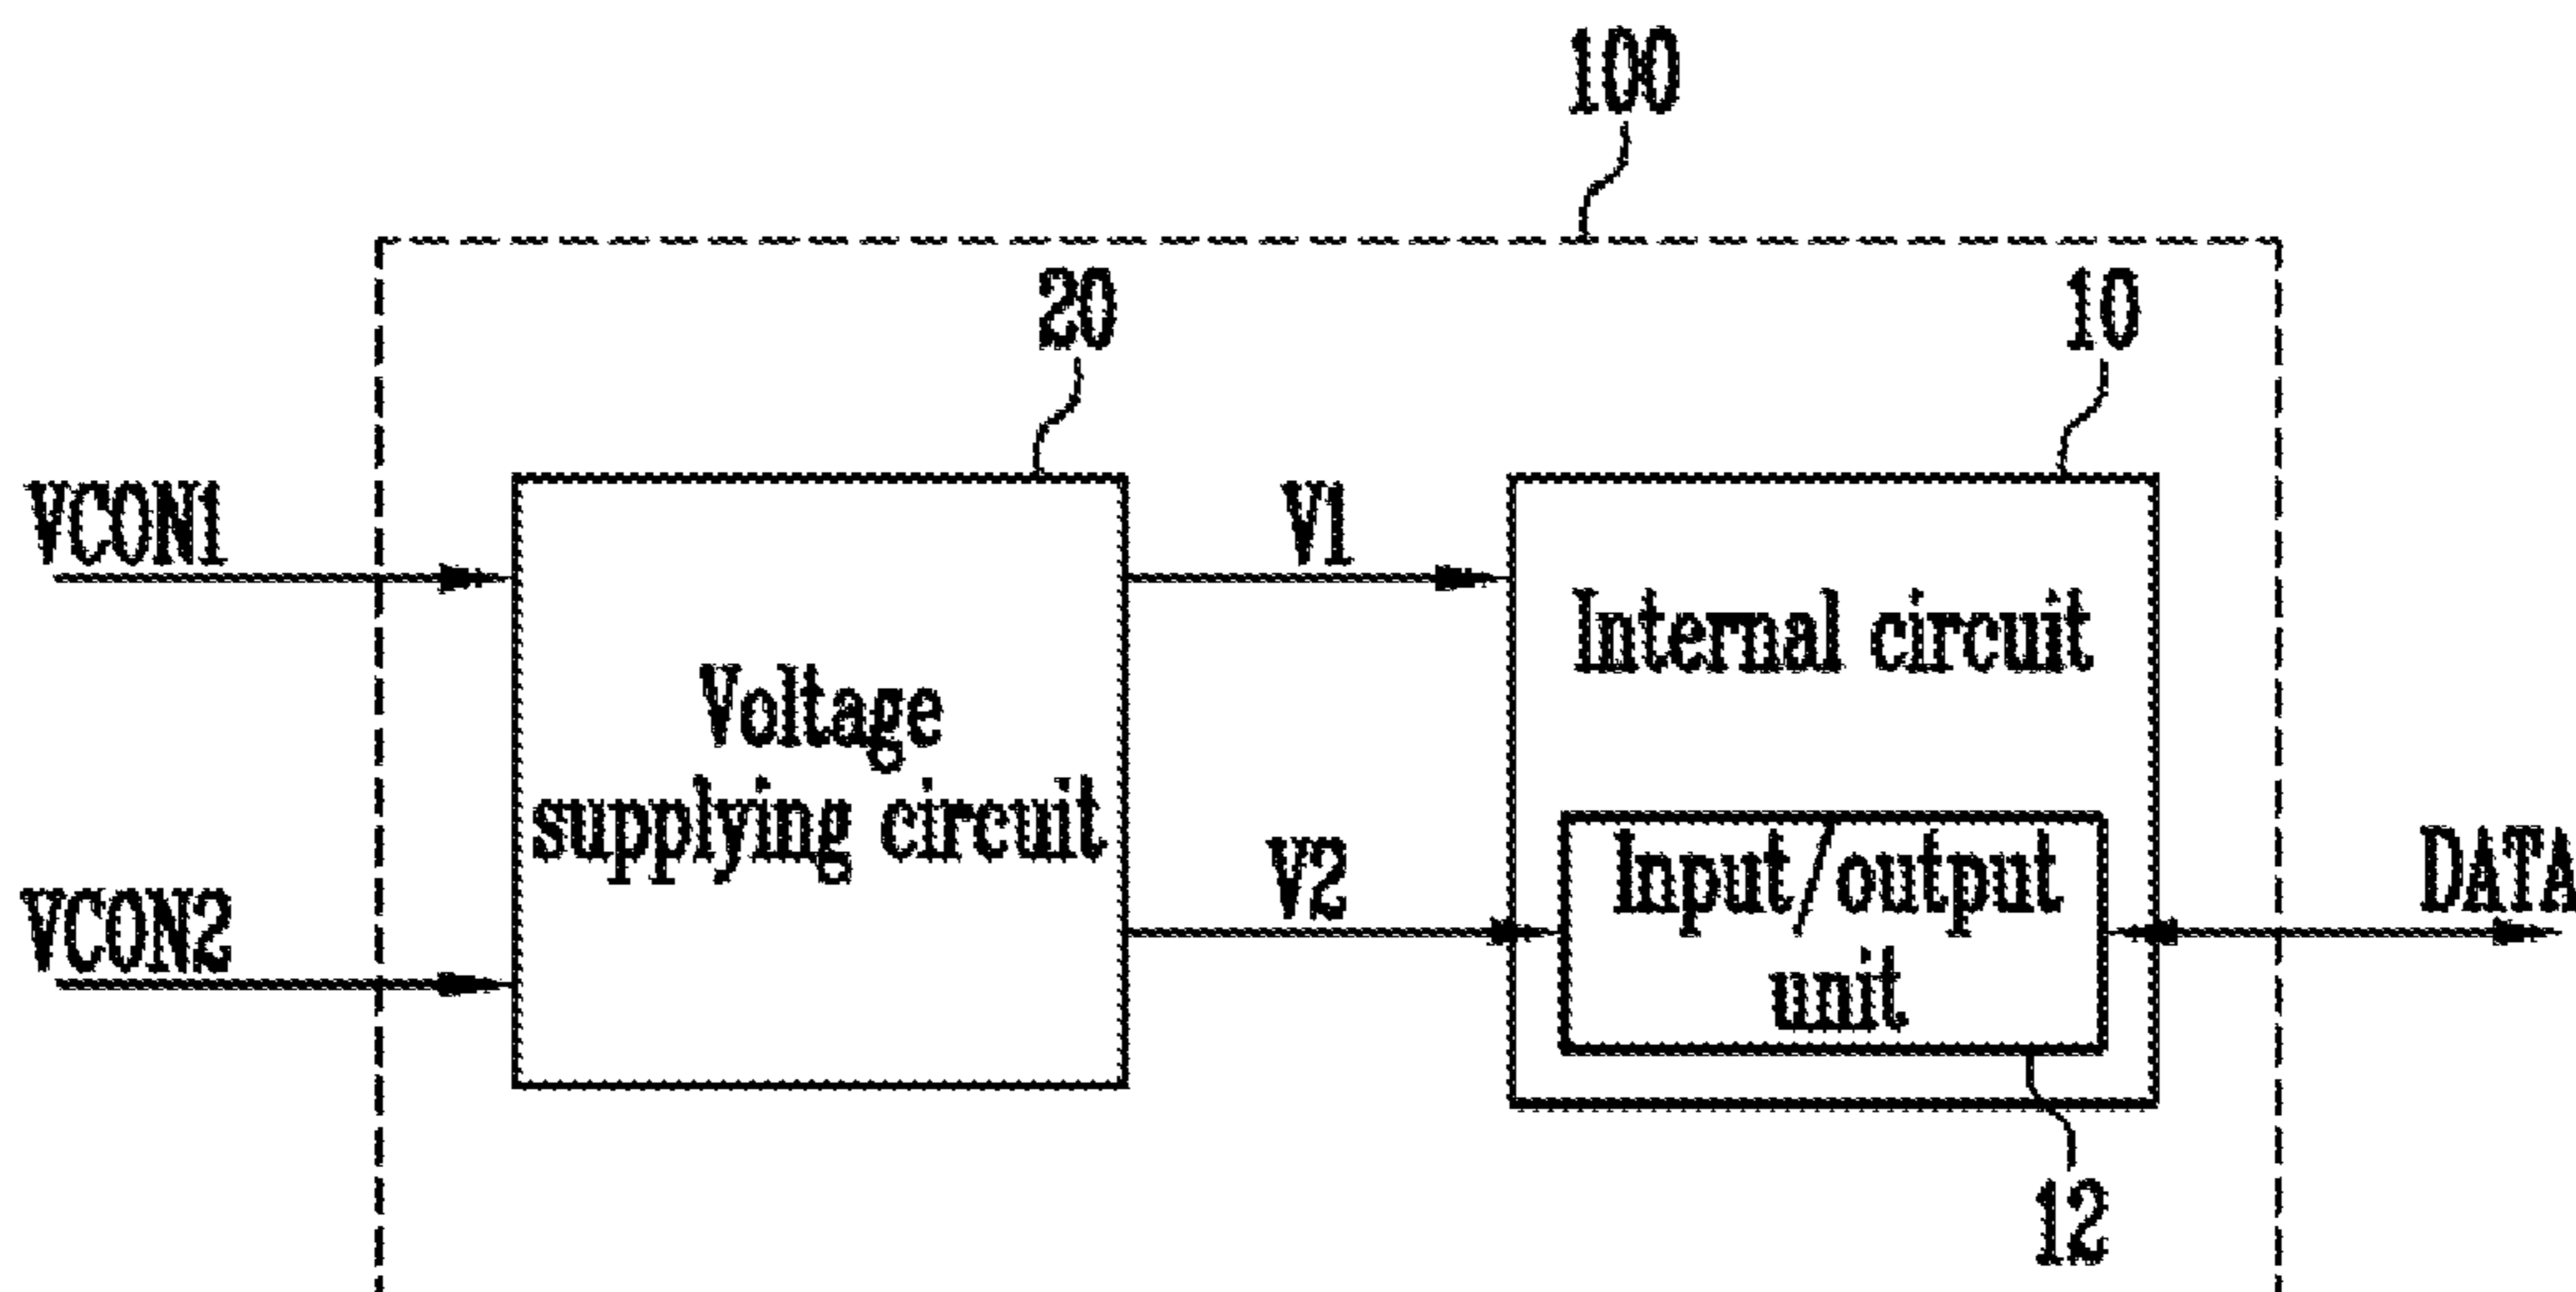 100
20
10
VCON1
V1
Internal circuit
Voltage
supplying circuit
V2
Input/output
unit
DATA
VCON2
12